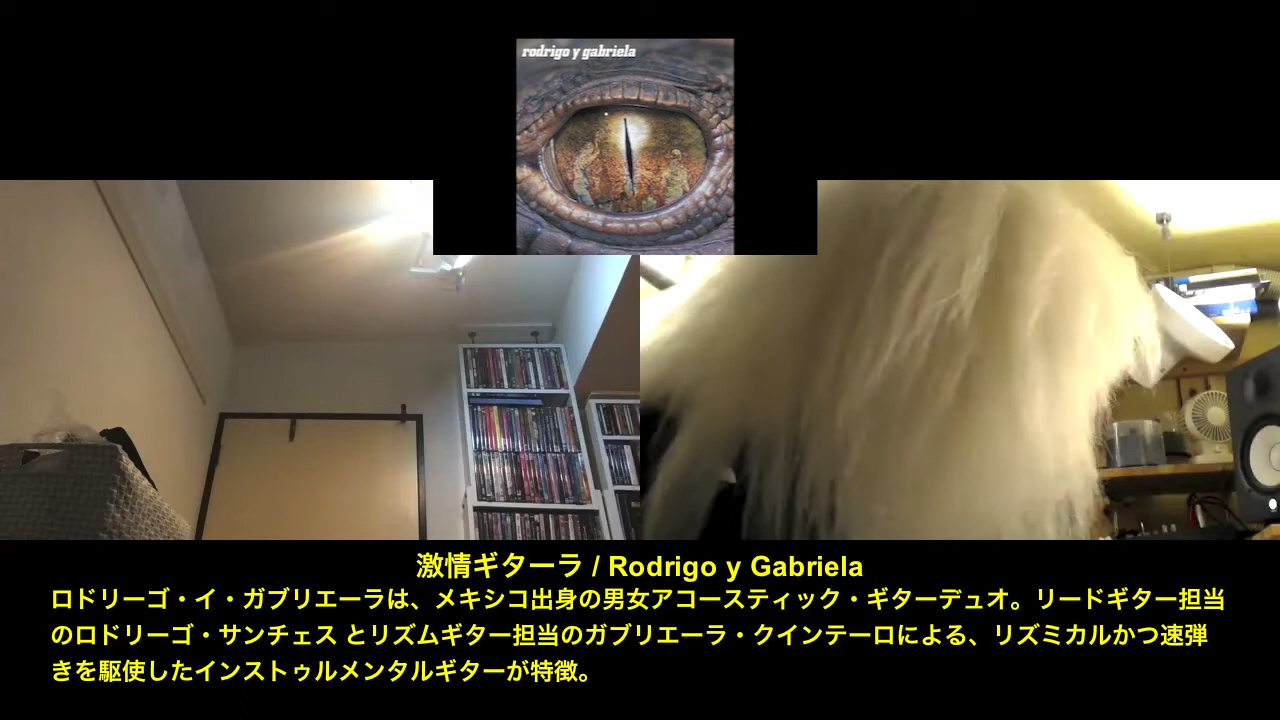 rodrigo y gabriela
激情ギターラ / Rodrigo y Gabriela
ロドリーゴ・イ・ガブリエーラは、メキシコ出身の男女アコースティック・ギターデュオ。リードギター担当
のロドリーゴ・サンチェス とリズムギター担当のガブリエーラ・クインテーロによる、リズミカルかつ速弾
きを駆使したインストゥルメンタルギターが特徴。